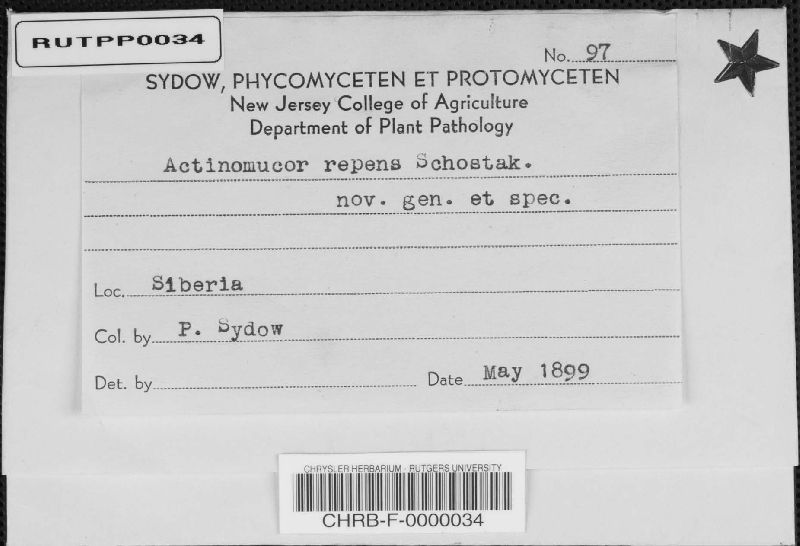 RUTPP0034
No. 97
SYDOW, PHYCOMYCETEN ET PROTOMYCETEN
New Jersey College of Agriculture
Department of Plant Pathology
Actinomucor repens Schostak.
nov. gen. et spec.
Loc. Siberia
Col. by P. Sydow
Det. by
Date May 1899
CHRYSLER HERBARIUM - RUTGERS UNIVERSITY
CHRB-F-0000034